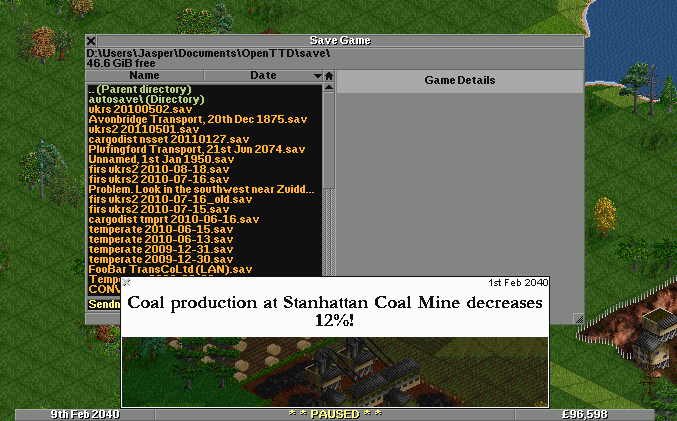 Save Game
D:\Users\Jasper\Documents\OpenTTD\save\
46.6 GiB free
Name Date
Game Details
.. (Parent directory)
autosave\ (Directory)
ukrs 20100502.sav
Avonbridge Transport, 20th Dec 1875.sav
ukrs2 20110501.sav
cargodist nsset 20110127.sav
Plufingford Transport, 21st Jun 2074.sav
Unnamed, 1st Jan 1950.sav
firs ukrs2 2010-08-18.sav
firs ukrs2 2010-07-16.sav
Problem. Look in the southwest near Zuidd...
firs ukrs2 2010-07-16_old.sav
firs ukrs2 2010-07-15.sav
cargodist tmprt 2010-06-16.sav
temperate 2010-06-15.sav
temperate 2010-06-13.sav
temperate 2009-12-31.sav
temperate 2009-12-30.sav
FooBar TransCoLtd (LAN).sav
CONV
Sendn
1st Feb 2040
Coal production at Stanhattan Coal Mine decreases
12%!
9th Feb 2040
* * PAUSED * *
£96,598